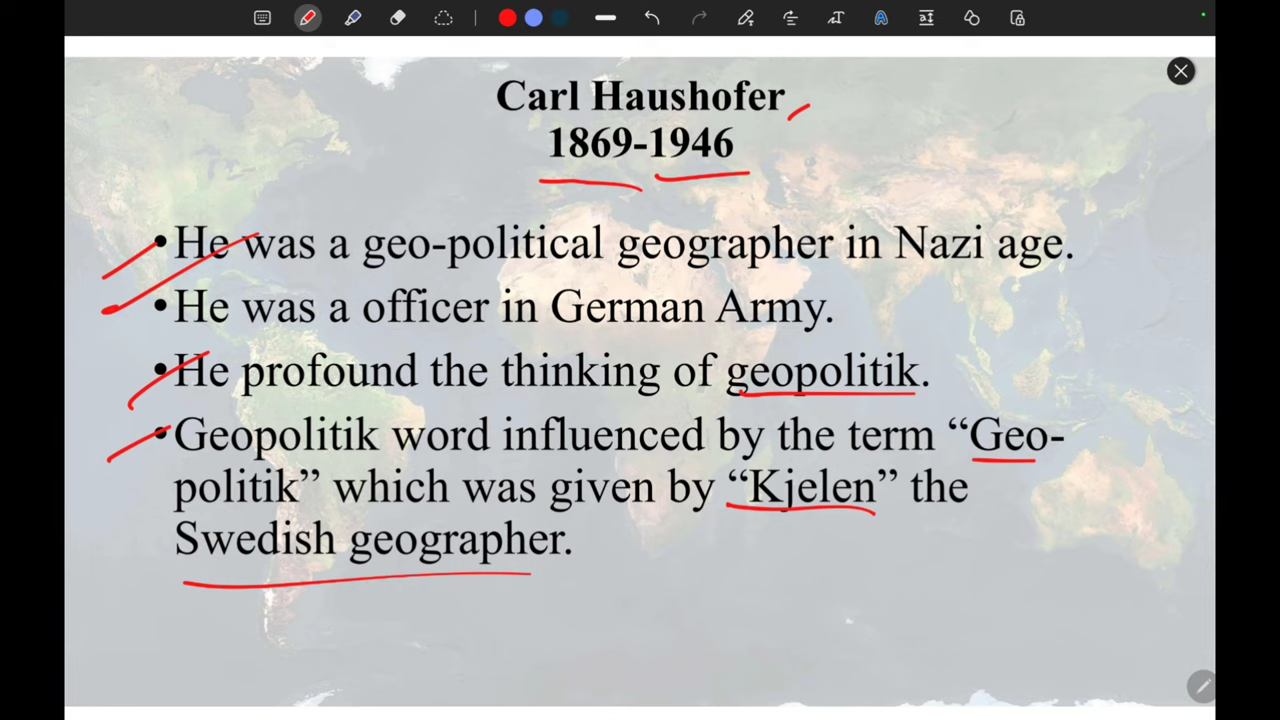 Carl Haushofer
1869-1946
•He was a geo-political geographer in Nazi age.
•He was a officer in German Army.
•He profound the thinking of geopolitik.
•Geopolitik word influenced by the term “Geo-
politik” which was given by “Kjelen” the
Swedish geographer.